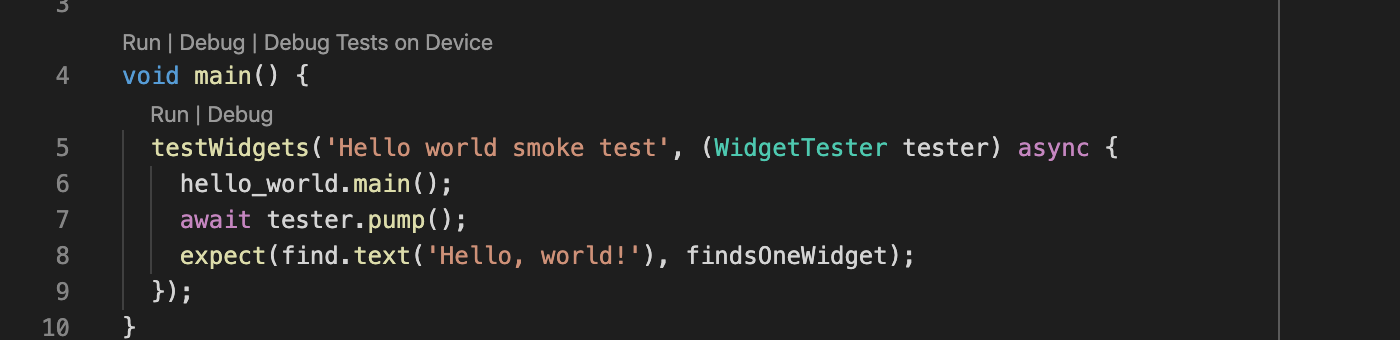 3
Run | Debug | Debug Tests on Device
4 void main() {
Run | Debug
5 testWidgets('Hello world smoke test', (WidgetTester tester) async {
6 hello_world.main();
7 await tester.pump();
8 expect(find.text('Hello, world!'), findsOneWidget);
9 });
10 }